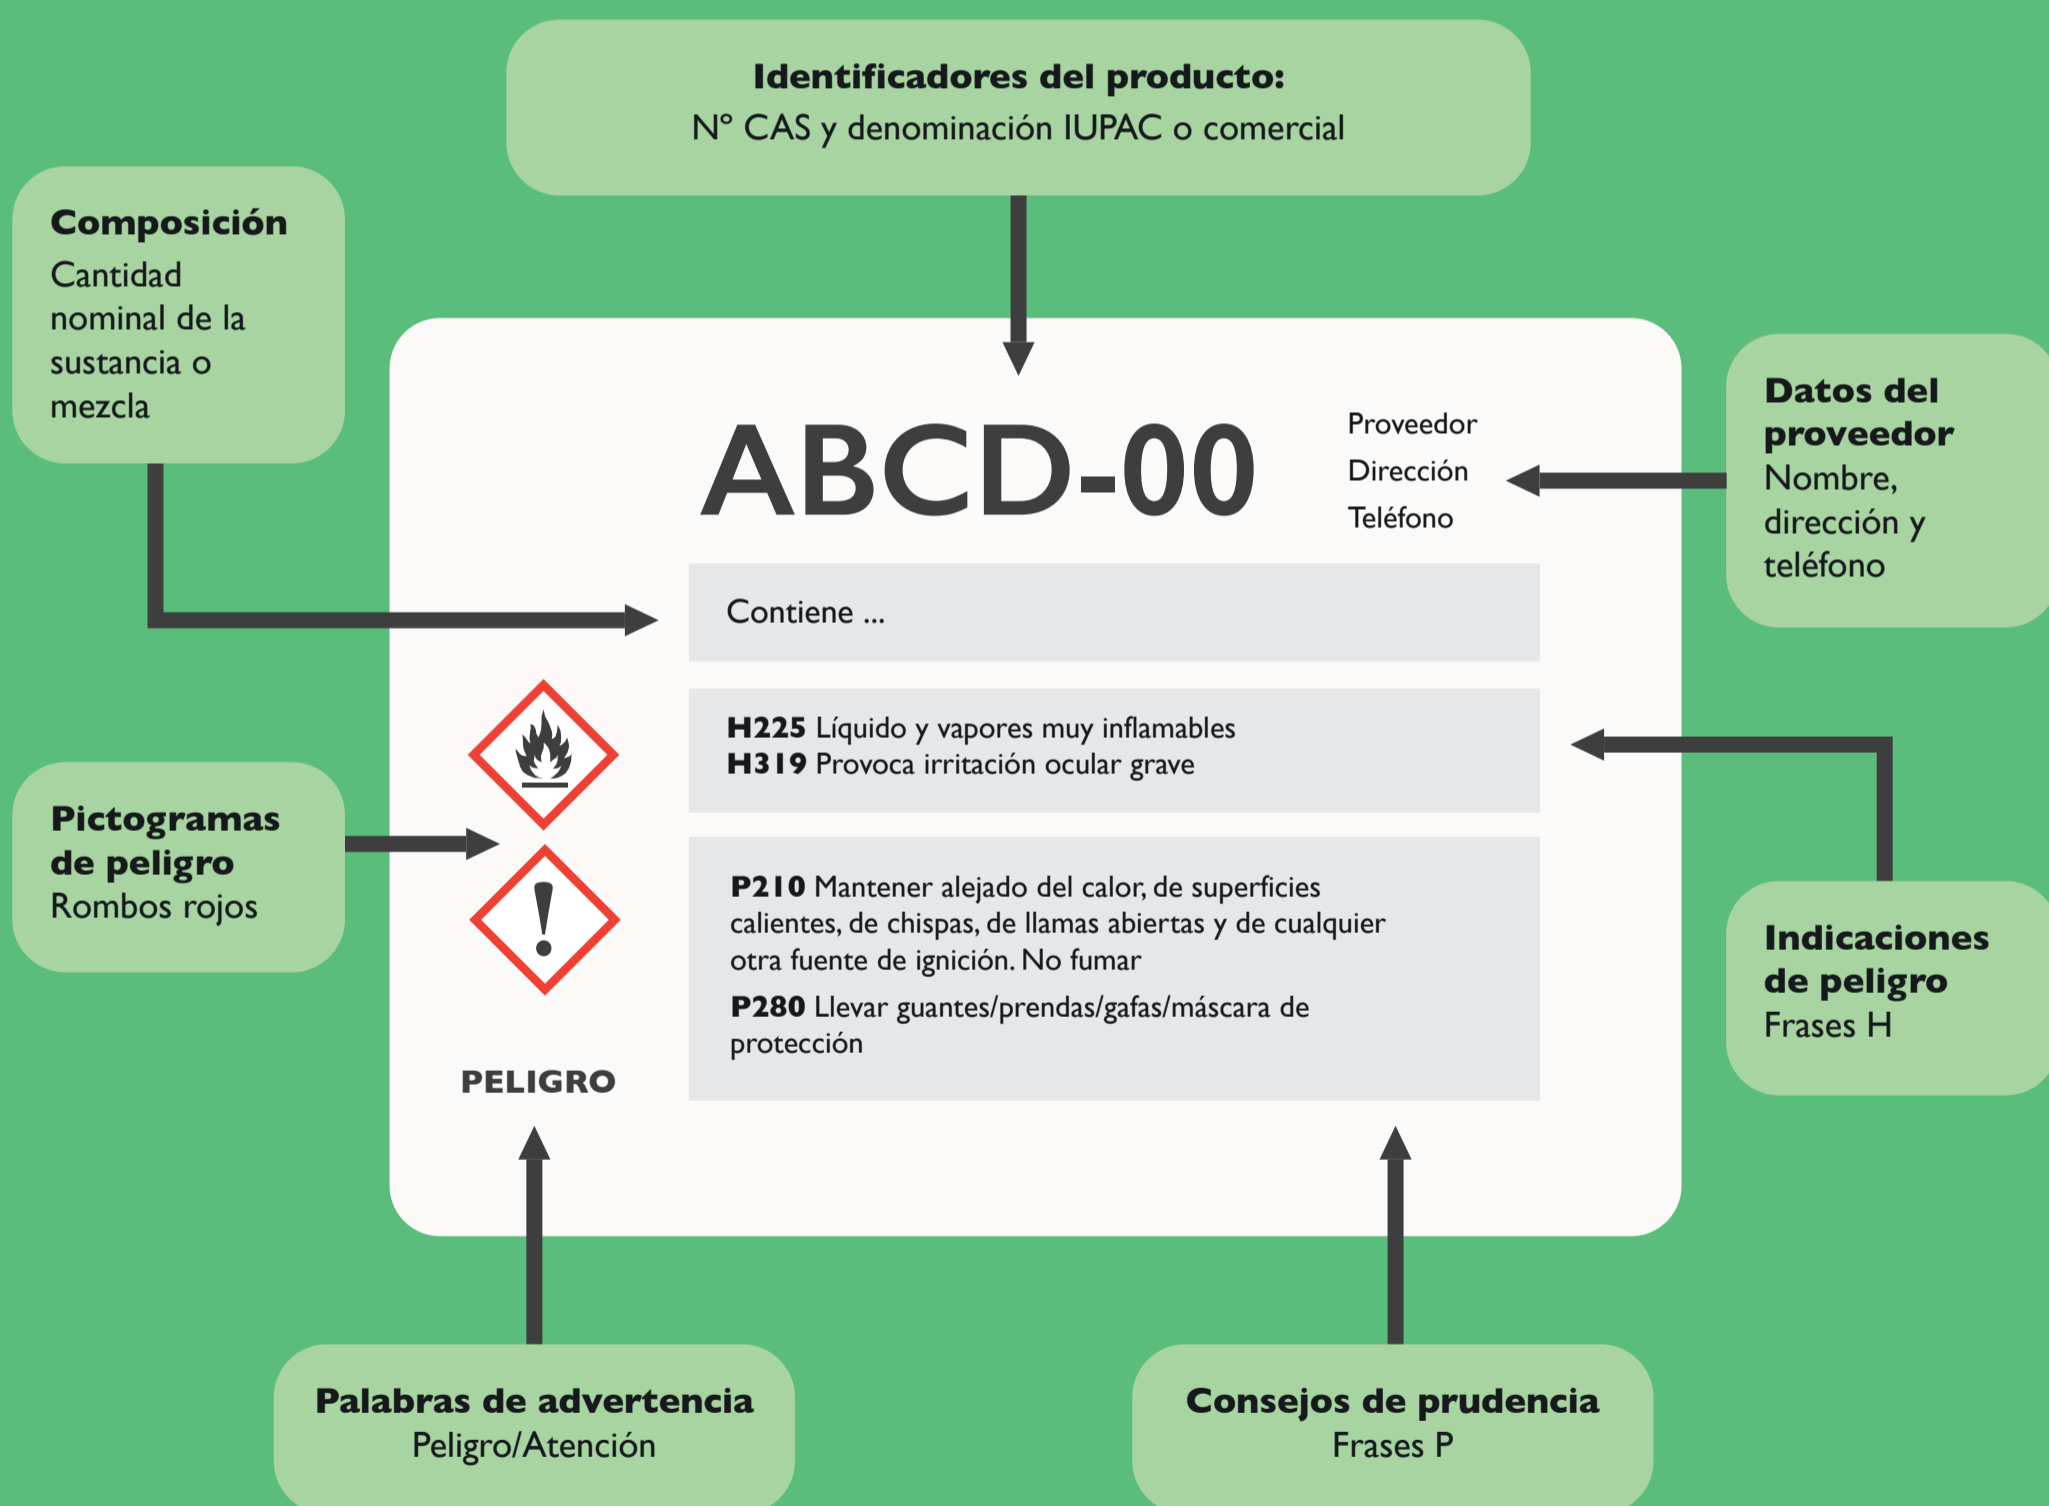 Identificadores del producto:
Nº CAS y denominación IUPAC o comercial
Composición
Cantidad
nominal de la
sustancia o
mezcla
Datos del
proveedor
Nombre,
dirección y
teléfono
ABCD-00
Proveedor
Dirección
Teléfono
Contiene ...
H225 Líquido y vapores muy inflamables
H319 Provoca irritación ocular grave
Pictogramas
de peligro
Rombos rojos
P210 Mantener alejado del calor, de superficies
calientes, de chispas, de llamas abiertas y de cualquier
otra fuente de ignición. No fumar
P280 Llevar guantes/prendas/gafas/máscara de
protección
Indicaciones
de peligro
Frases H
PELIGRO
Palabras de advertencia
Peligro/Atención
Consejos de prudencia
Frases P